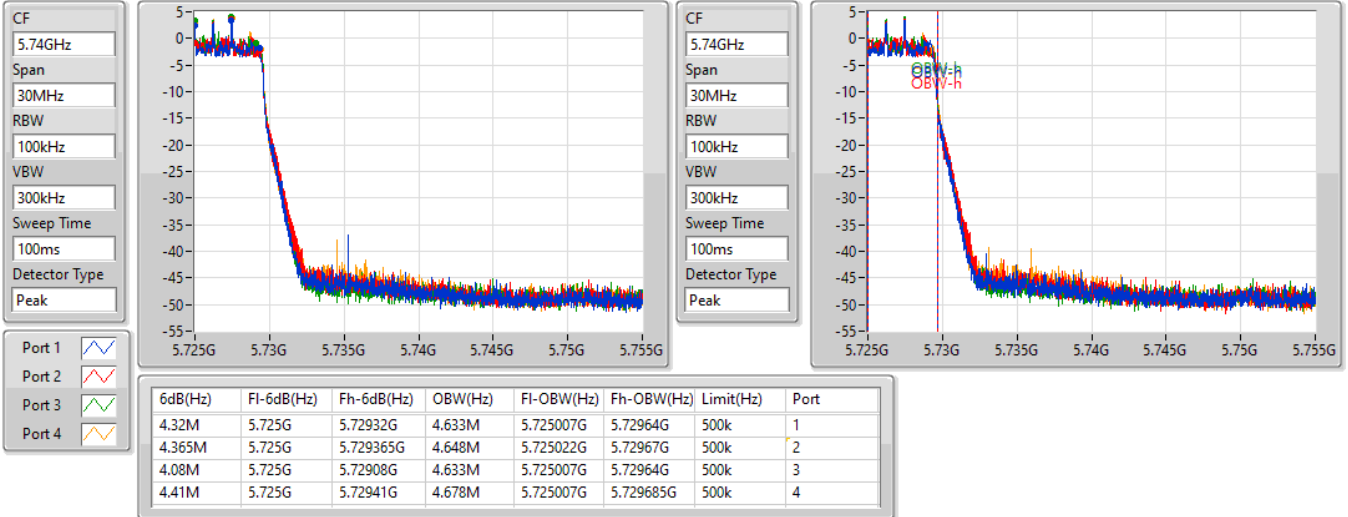 CF
5.74GHz
Span
30MHz
RBW
100kHz
VBW
300kHz
Sweep Time
100ms
Detector Type
Peak
5
0
-5
-10
-15
-20
-25
-30
-35
-40
-45
-50
-55
5.725G 5.73G 5.735G 5.74G 5.745G 5.75G 5.755G
CF
5.74GHz
Span
30MHz
RBW
100kHz
VBW
300kHz
Sweep Time
100ms
Detector Type
Peak
5
0
-5
-10
-15
-20
-25
-30
-35
-40
-45
-50
-55
OBW-h
OBW-h
5.725G 5.73G 5.735G 5.74G 5.745G 5.75G 5.755G
Port 1
Port 2
Port 3
Port 4
6dB(Hz) Fl-6dB(Hz) Fh-6dB(Hz) OBW(Hz) Fl-OBW(Hz) Fh-OBW(Hz) Limit(Hz) Port
4.32M 5.725G 5.72932G 4.633M 5.725007G 5.72964G 500k 1
4.365M 5.725G 5.729365G 4.648M 5.725022G 5.72967G 500k 2
4.08M 5.725G 5.72908G 4.633M 5.725007G 5.72964G 500k 3
4.41M 5.725G 5.72941G 4.678M 5.725007G 5.729685G 500k 4